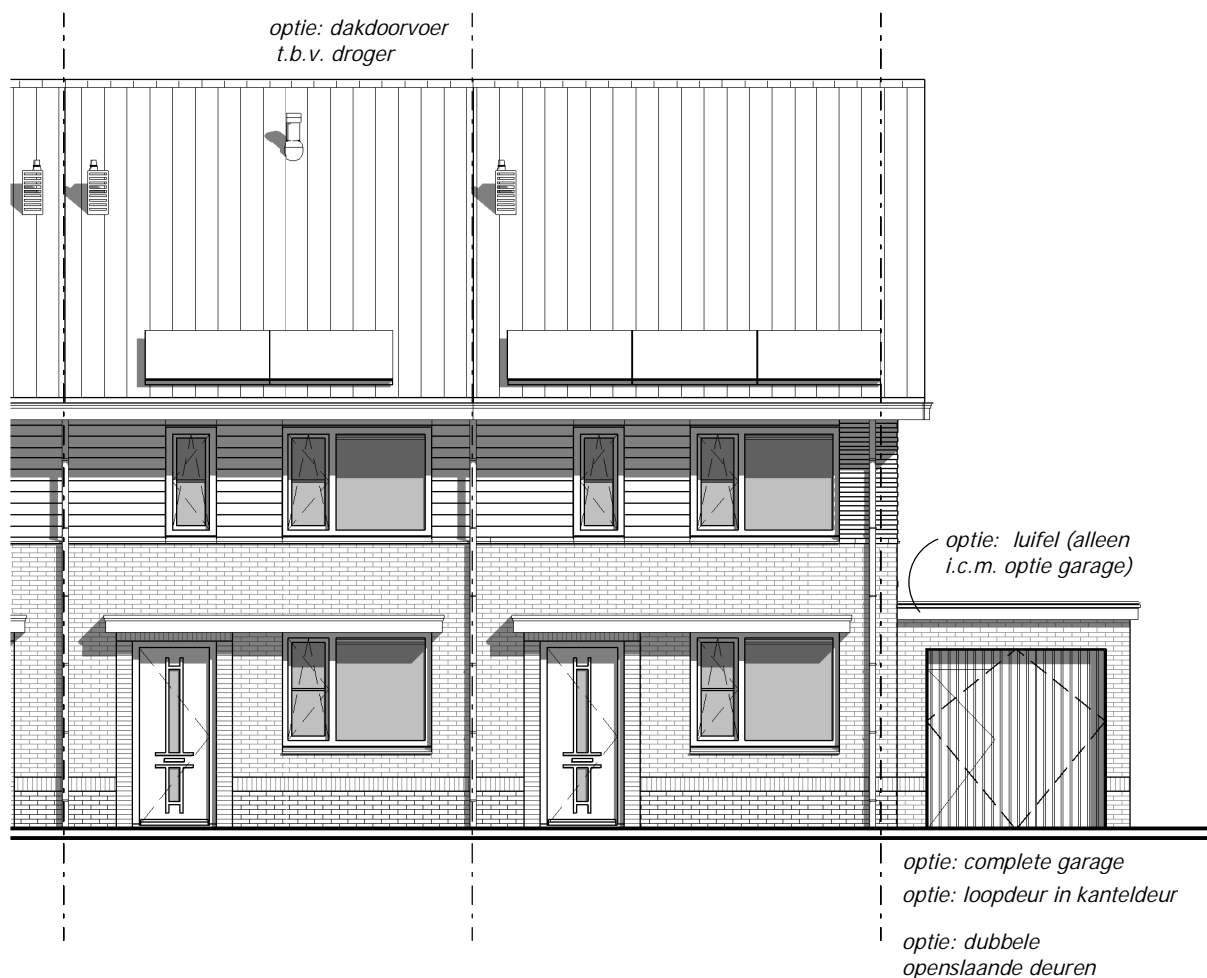 optie: dakdoorvoer
t.b.v. droger
optie: luifel (alleen
i.c.m. optie garage)
optie: complete garage
optie: loopdeur in kanteldeur
optie: dubbele
openslaande deuren